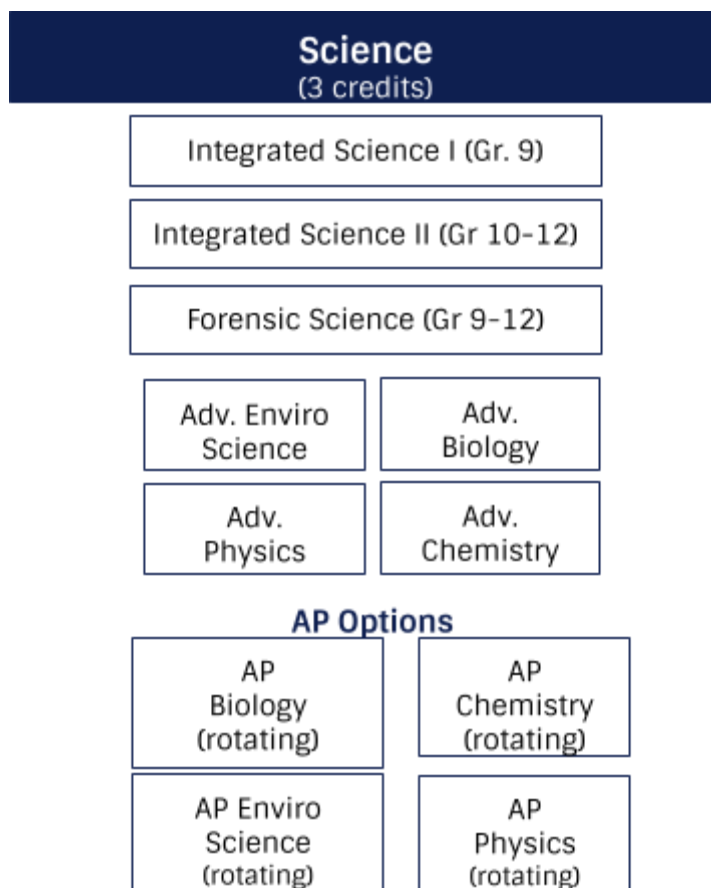 Science
(3 credits)
Integrated Science I (Gr. 9)
Integrated Science II (Gr 10-12)
Forensic Science (Gr 9-12)
Adv. Enviro
Science
Adv.
Biology
Adv.
Physics
Adv.
Chemistry
AP Options
AP
Biology
(rotating)
AP
Chemistry
(rotating)
AP Enviro
Science
(rotating)
AP
Physics
(rotating)